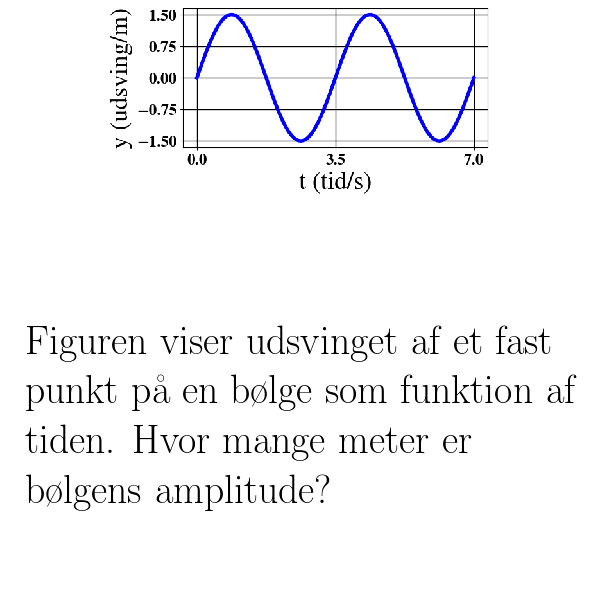 1.50
0.75
0.00
−0.75
−1.50
y (udsving/m)
0.0 3.5 7.0
t (tid/s)
Figuren viser udsvinget af et fast
punkt på en bølge som funktion af
tiden. Hvor mange meter er
bølgens amplitude?